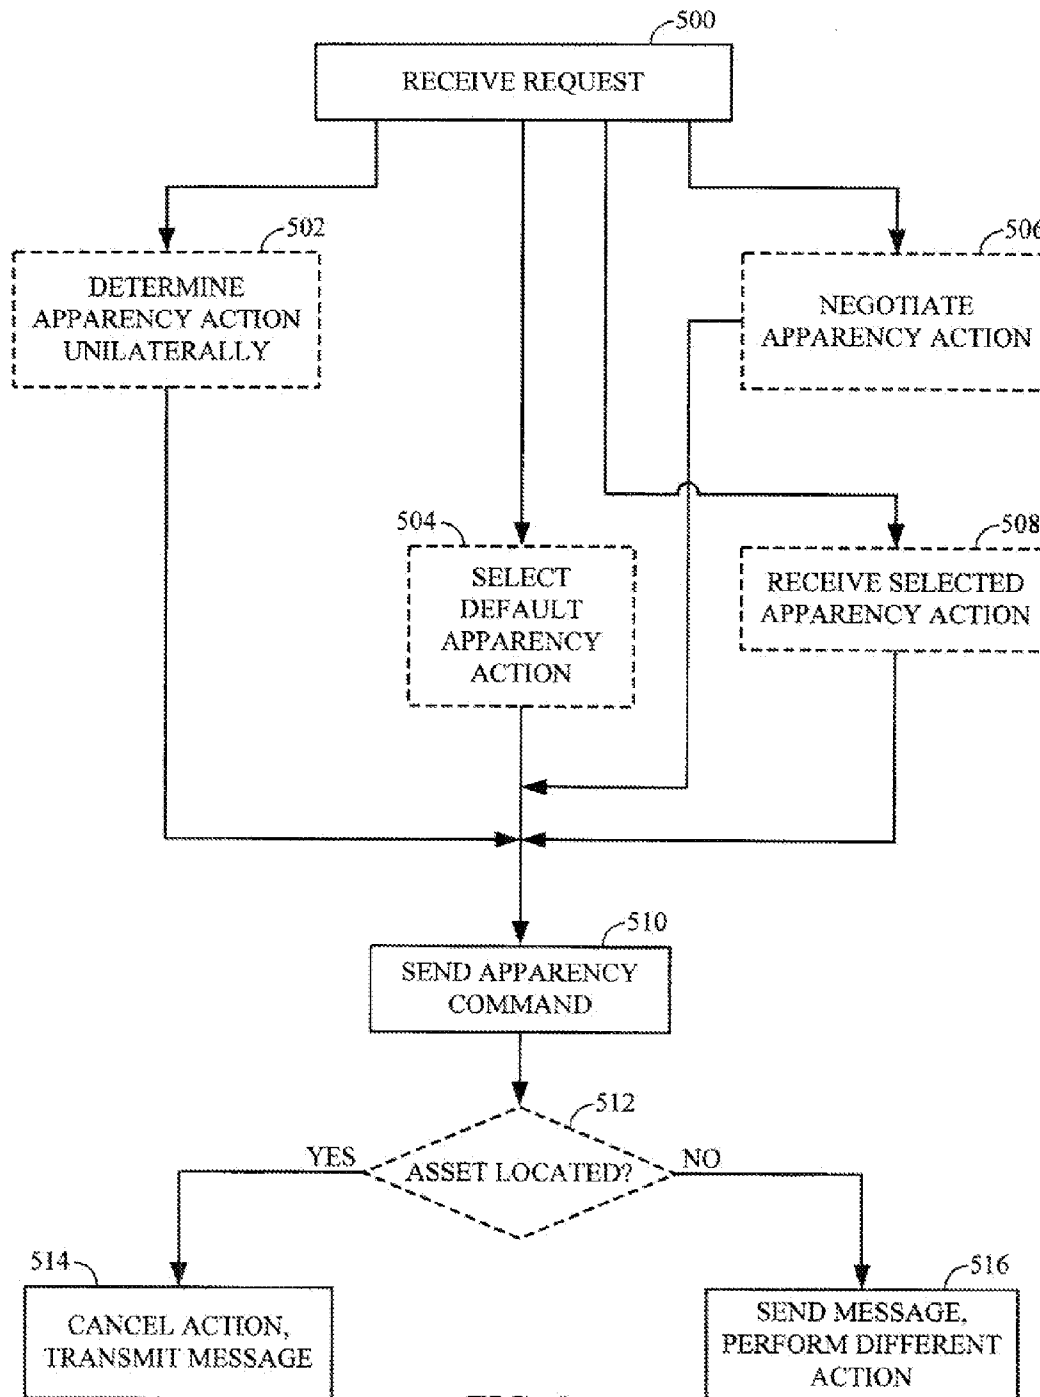 500
RECEIVE REQUEST
502
DETERMINE
APPARENCY ACTION
UNILATERALLY
506
NEGOTIATE
APPARENCY ACTION
504
SELECT
DEFAULT
APPARENCY
ACTION
508
RECEIVE SELECTED
APPARENCY ACTION
510
SEND APPARENCY
COMMAND
512
YES
ASSET LOCATED?
NO
514
CANCEL ACTION,
TRANSMIT MESSAGE
516
SEND MESSAGE,
PERFORM DIFFERENT
ACTION